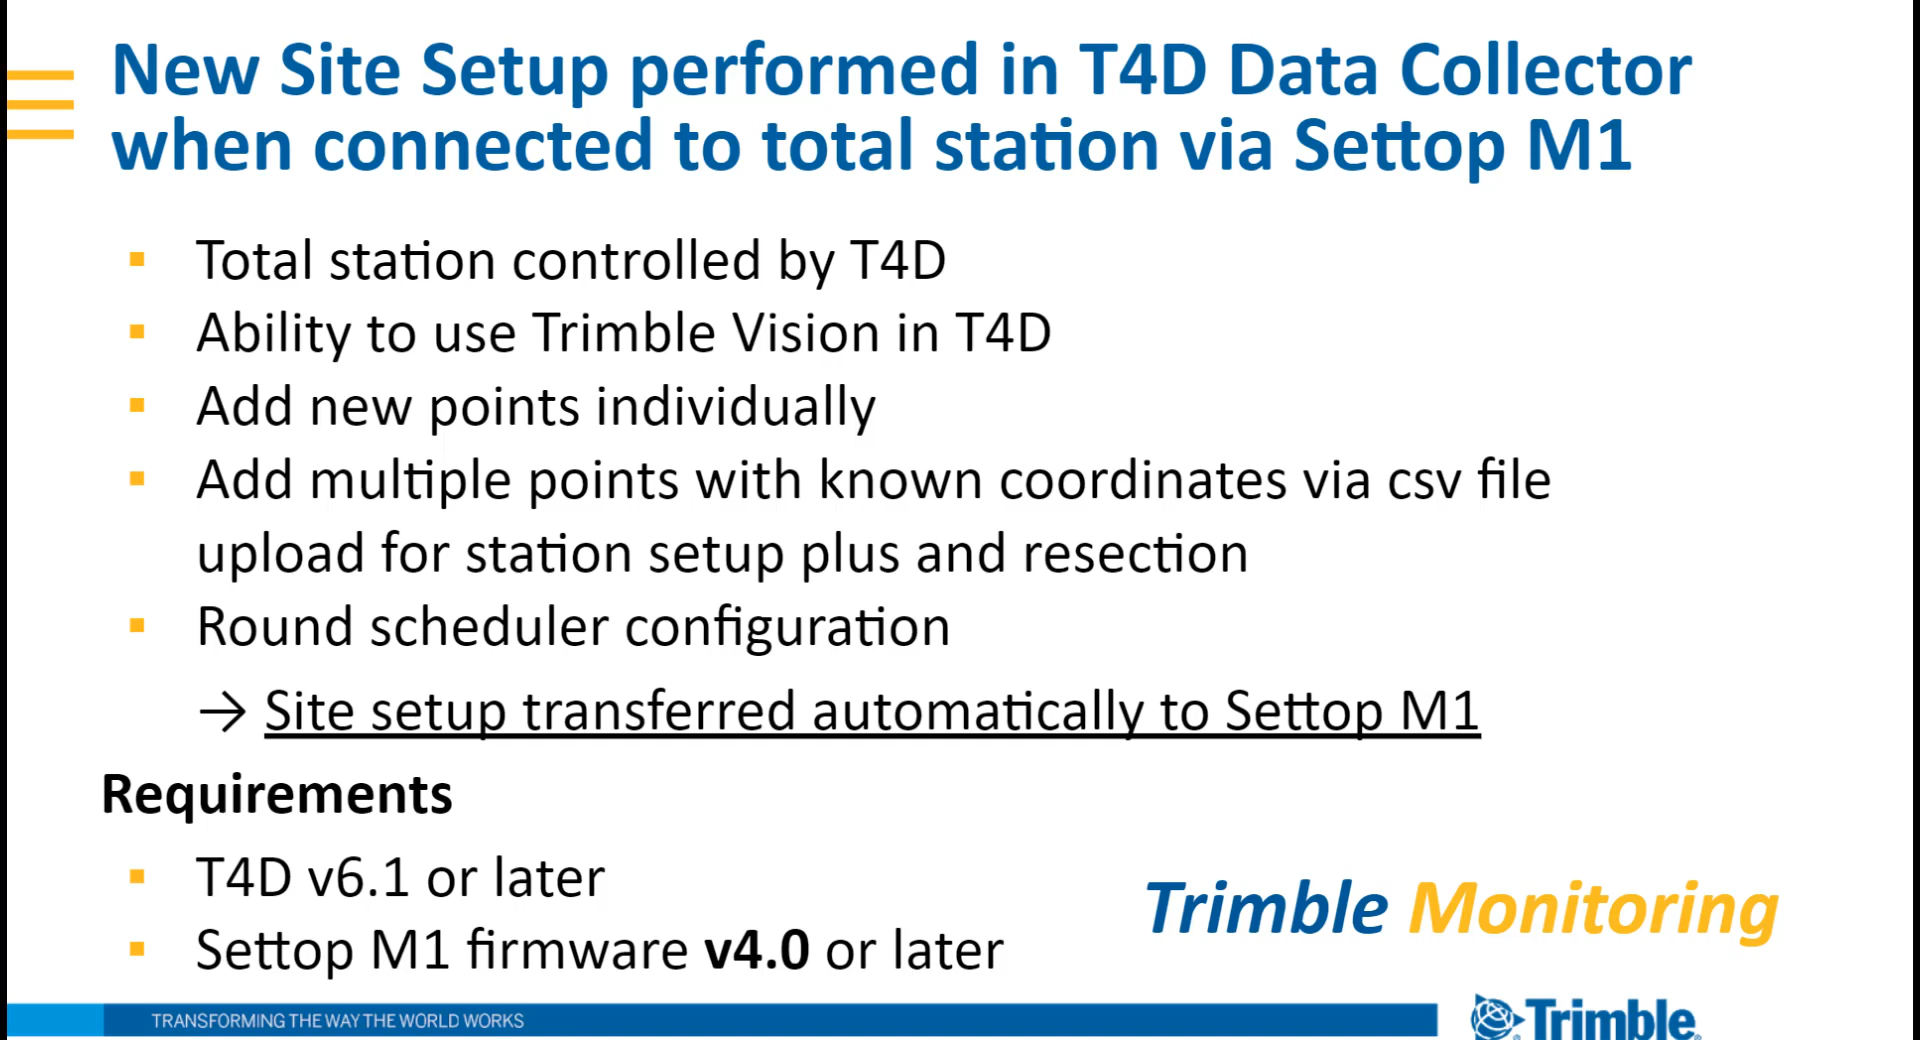 New Site Setup performed in T4D Data Collector
when connected to total station via Settop M1
▪ Total station controlled by T4D
▪ Ability to use Trimble Vision in T4D
▪ Add new points individually
▪ Add multiple points with known coordinates via csv file
upload for station setup plus and resection
▪ Round scheduler configuration
→ Site setup transferred automatically to Settop M1
Requirements
▪ T4D v6.1 or later
▪ Settop M1 firmware v4.0 or later
Trimble Monitoring
TRANSFORMING THE WAY THE WORLD WORKS
Trimble